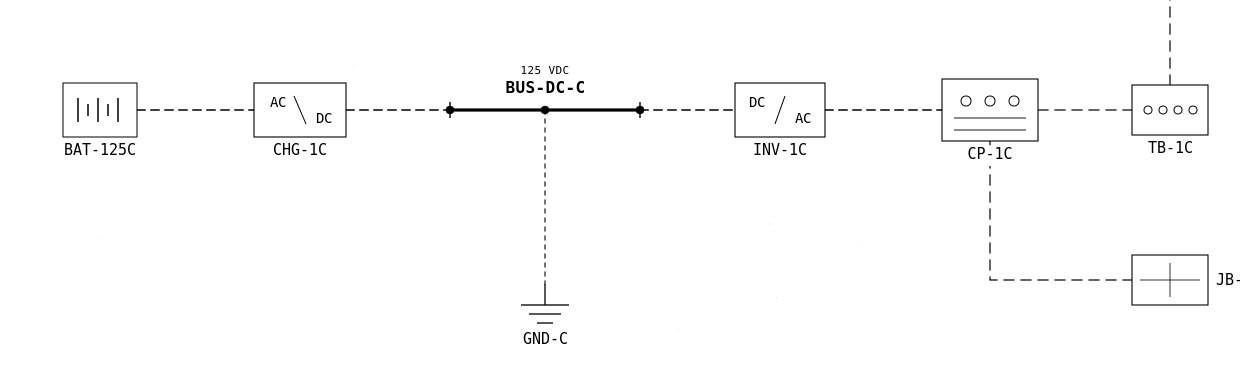 125 VDC
BUS-DC-C
AC
DC
DC
AC
BAT-125C
CHG-1C
INV-1C
CP-1C
TB-1C
JB-
GND-C